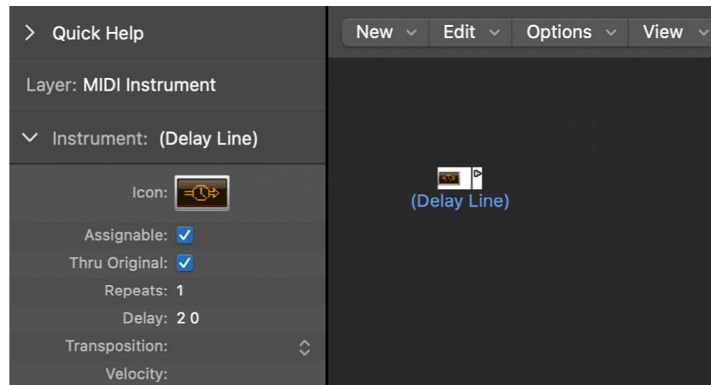 Quick Help
New Edit Options View
Layer: MIDI Instrument
Instrument: (Delay Line)
Icon:
(Delay Line)
Assignable:
Thru Original:
Repeats: 1
Delay: 2 0
Transposition:
Velocity: